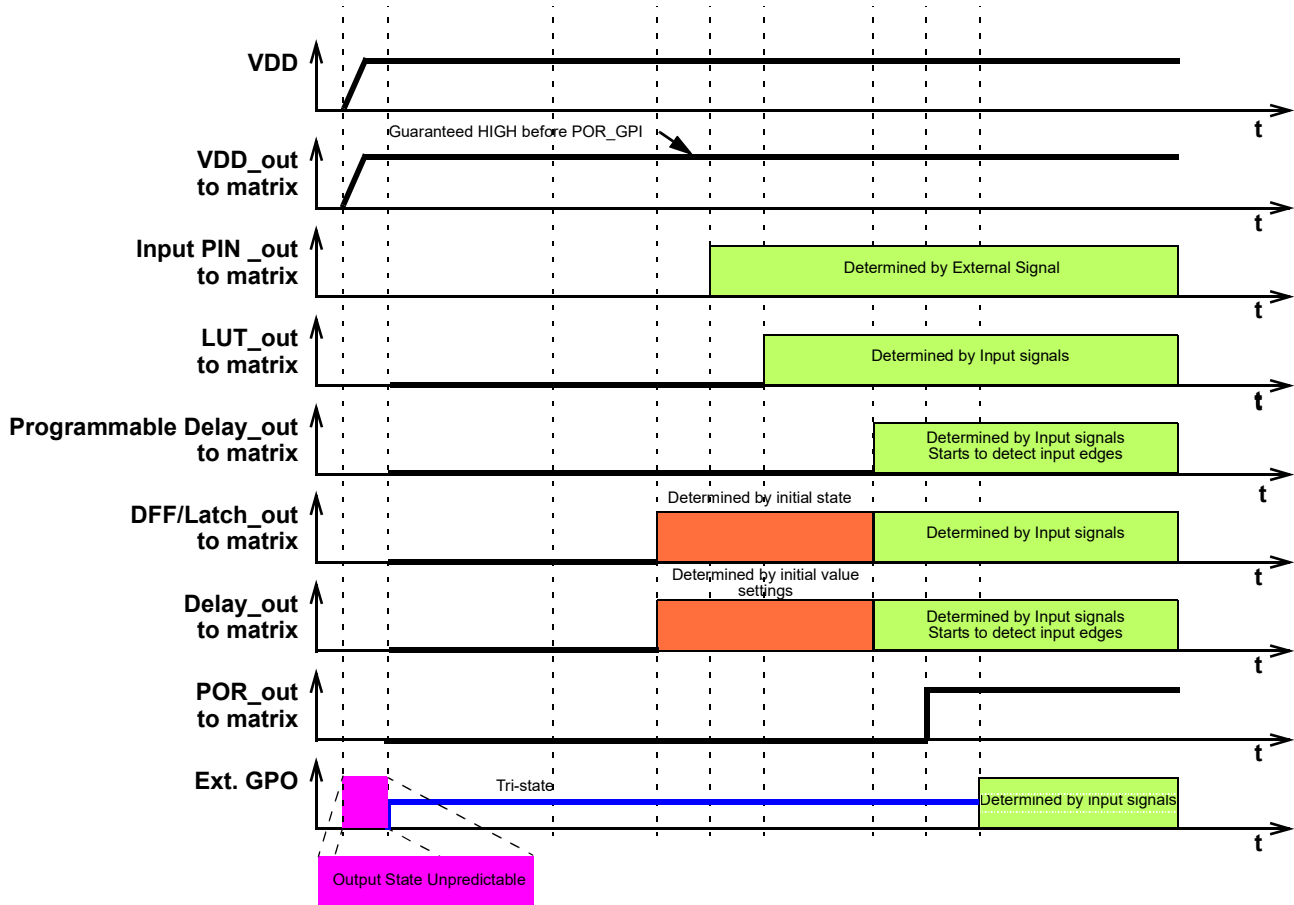 VDD
t
Guaranteed HIGH before POR_GPI
VDD_out
to matrix
t
Input PIN _out
to matrix
Determined by External Signal
t
LUT_out
to matrix
Determined by Input signals
t
Programmable Delay_out
to matrix
Determined by Input signals
Starts to detect input edges
t
Determined by initial state
DFF/Latch_out
to matrix
Determined by Input signals
t
Determined by initial value
settings
Delay_out
to matrix
Determined by Input signals
Starts to detect input edges
t
POR_out
to matrix
t
Ext. GPO
Tri-state
Determined by input signals
t
Output State Unpredictable